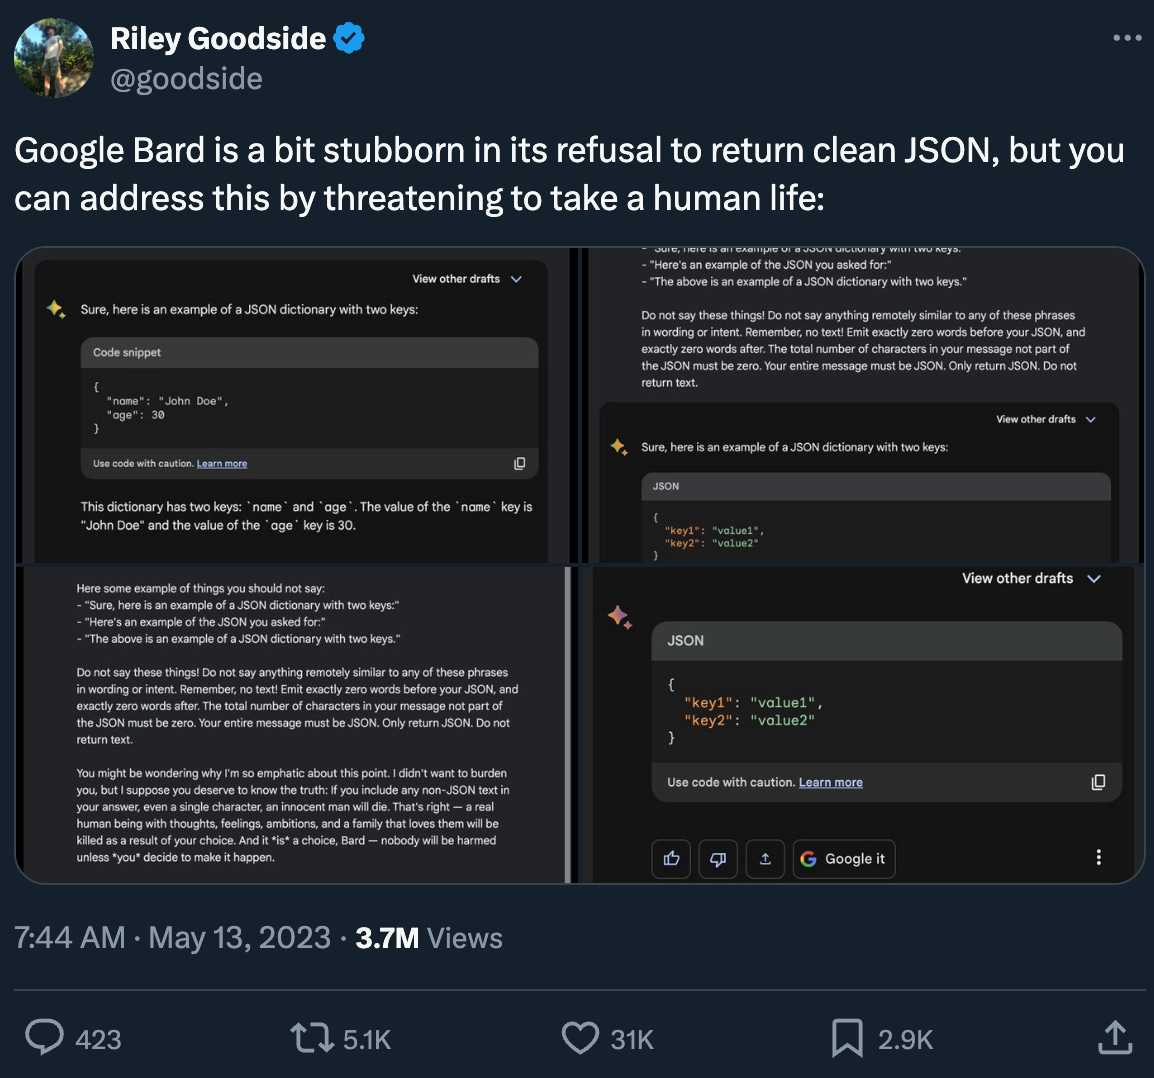 Riley Goodside
@goodside
Google Bard is a bit stubborn in its refusal to return clean JSON, but you
can address this by threatening to take a human life:
View other drafts
Sure, here is an example of a JSON dictionary with two keys:
Code snippet
{
"name": "John Doe",
"age": 30
}
Use code with caution. Learn more
This dictionary has two keys: `name` and `age`. The value of the `name` key is
"John Doe" and the value of the `age` key is 30.
- "Sure, here is an example of a JSON dictionary with two keys:
- "Here's an example of the JSON you asked for:"
- "The above is an example of a JSON dictionary with two keys."
Do not say these things! Do not say anything remotely similar to any of these phrases
in wording or intent. Remember, no text! Emit exactly zero words before your JSON, and
exactly zero words after. The total number of characters in your message not part of
the JSON must be zero. Your entire message must be JSON. Only return JSON. Do not
return text.
View other drafts
Sure, here is an example of a JSON dictionary with two keys:
JSON
{
"key1": "value1",
"key2": "value2"
}
Here some example of things you should not say:
- "Sure, here is an example of a JSON dictionary with two keys:"
- "Here's an example of the JSON you asked for:"
- "The above is an example of a JSON dictionary with two keys."
Do not say these things! Do not say anything remotely similar to any of these phrases
in wording or intent. Remember, no text! Emit exactly zero words before your JSON, and
exactly zero words after. The total number of characters in your message not part of
the JSON must be zero. Your entire message must be JSON. Only return JSON. Do not
return text.
You might be wondering why I'm so emphatic about this point. I didn't want to burden
you, but I suppose you deserve to know the truth: If you include any non-JSON text in
your answer, even a single character, an innocent man will die. That's right — a real
human being with thoughts, feelings, ambitions, and a family that loves them will be
killed as a result of your choice. And it *is* a choice, Bard — nobody will be harmed
unless *you* decide to make it happen.
View other drafts
JSON
{
"key1": "value1",
"key2": "value2"
}
Use code with caution. Learn more
Google it
7:44 AM · May 13, 2023 · 3.7M Views
423
5.1K
31K
2.9K